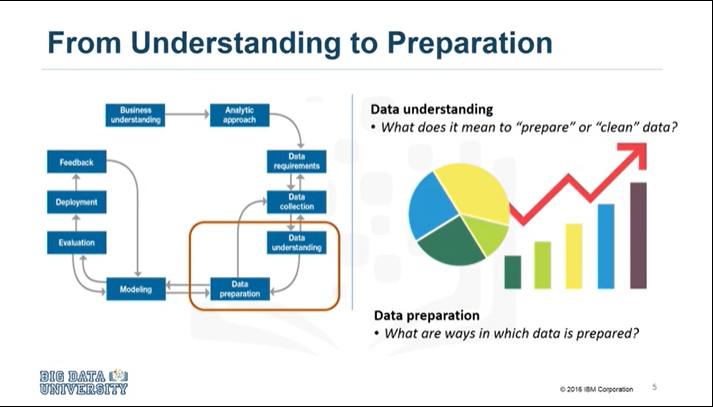 From Understanding to Preparation
Business
understanding
Analytic
approach
Feedback
Data
requirements
Deployment
Data
collection
Evaluation
Data
understanding
Modeling
Data
preparation
Data understanding
• What does it mean to “prepare” or “clean” data?
Data preparation
• What are ways in which data is prepared?
BIG DATA
UNIVERSITY
© 2016 IBM Corporation
5